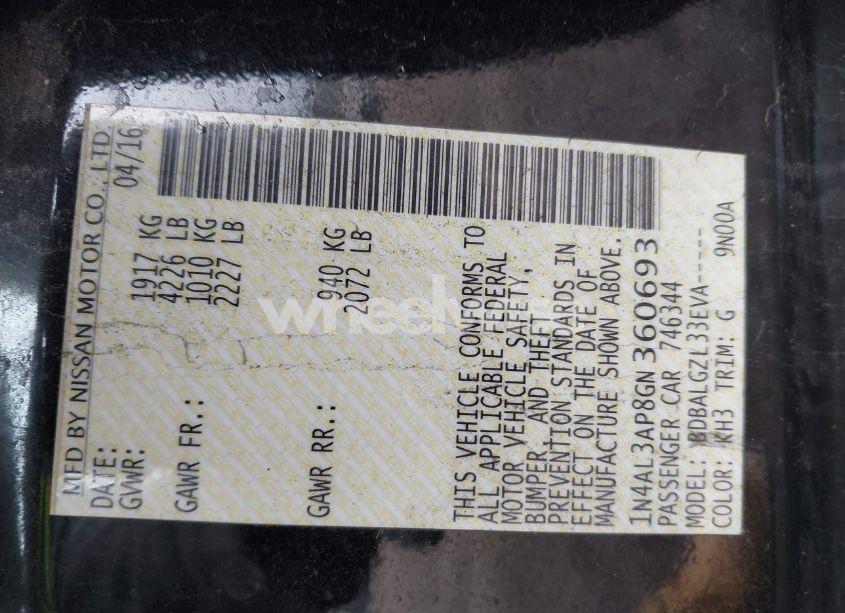 MFD BY NISSAN MOTOR CO., LTD.
DATE: 04/16
GVWR: 1917 KG
4226 LB
GAWR FR.: 1010 KG
2227 LB
GAWR RR.: 940 KG
2072 LB
THIS VEHICLE CONFORMS TO
ALL APPLICABLE FEDERAL
MOTOR VEHICLE SAFETY,
BUMPER, AND THEFT
PREVENTION STANDARDS IN
EFFECT ON THE DATE OF
MANUFACTURE SHOWN ABOVE.
1N4AL3AP8GN360693
PASSENGER CAR 746344
MODEL: BDBALGZL33EVA-----
COLOR: KH3 TRIM: G 9N00A